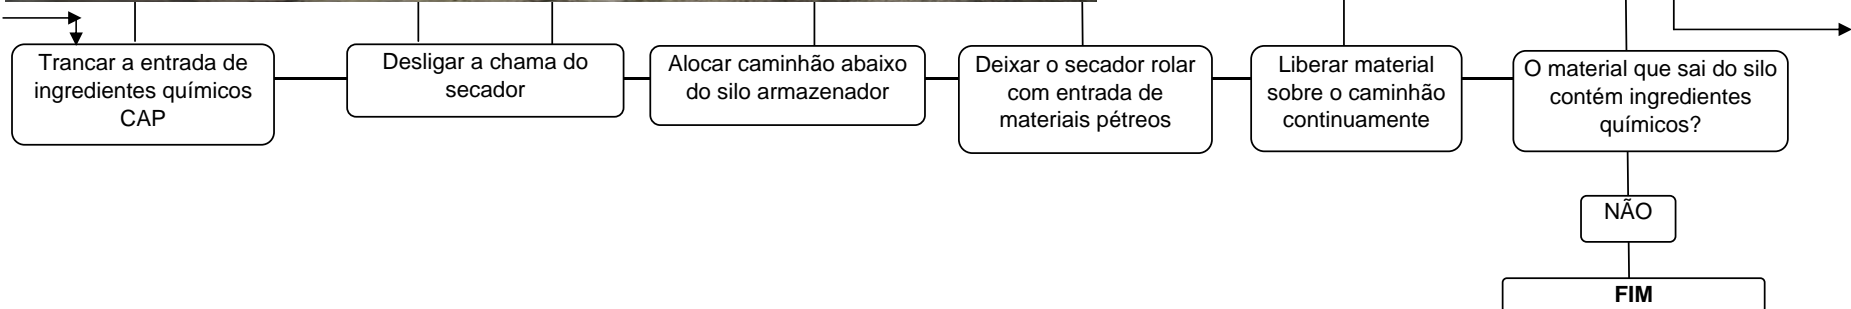 Trancar a entrada de
ingredientes químicos
CAP
Desligar a chama do
secador
Alocar caminhão abaixo
do silo armazenador
Deixar o secador rolar
com entrada de
materiais pétreos
Liberar material
sobre o caminhão
continuamente
O material que sai do silo
contém ingredientes
químicos?
NÃO
FIM